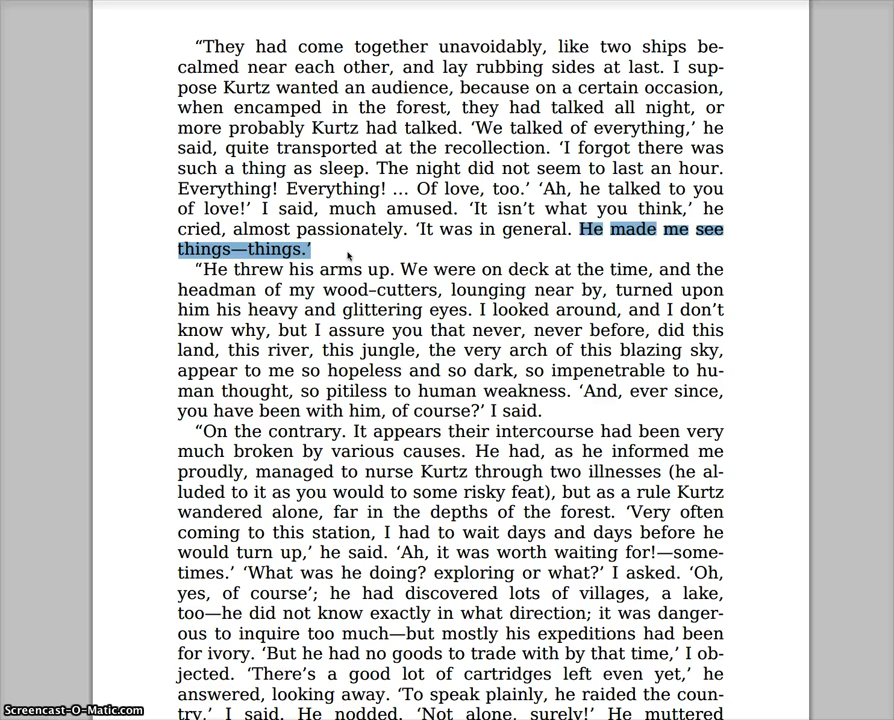 “They had come together unavoidably, like two ships be-
calmed near each other, and lay rubbing sides at last. I sup-
pose Kurtz wanted an audience, because on a certain occasion,
when encamped in the forest, they had talked all night, or
more probably Kurtz had talked. ‘We talked of everything,’ he
said, quite transported at the recollection. ‘I forgot there was
such a thing as sleep. The night did not seem to last an hour.
Everything! Everything! ... Of love, too.’ ‘Ah, he talked to you
of love!’ I said, much amused. ‘It isn’t what you think,’ he
cried, almost passionately. ‘It was in general. He made me see
things—things.’
“He threw his arms up. We were on deck at the time, and the
headman of my wood–cutters, lounging near by, turned upon
him his heavy and glittering eyes. I looked around, and I don’t
know why, but I assure you that never, never before, did this
land, this river, this jungle, the very arch of this blazing sky,
appear to me so hopeless and so dark, so impenetrable to hu-
man thought, so pitiless to human weakness. ‘And, ever since,
you have been with him, of course?’ I said.
“On the contrary. It appears their intercourse had been very
much broken by various causes. He had, as he informed me
proudly, managed to nurse Kurtz through two illnesses (he al-
luded to it as you would to some risky feat), but as a rule Kurtz
wandered alone, far in the depths of the forest. ‘Very often
coming to this station, I had to wait days and days before he
would turn up,’ he said. ‘Ah, it was worth waiting for!—some-
times.’ ‘What was he doing? exploring or what?’ I asked. ‘Oh,
yes, of course’; he had discovered lots of villages, a lake,
too—he did not know exactly in what direction; it was danger-
ous to inquire too much—but mostly his expeditions had been
for ivory. ‘But he had no goods to trade with by that time,’ I ob-
jected. ‘There’s a good lot of cartridges left even yet,’ he
answered, looking away. ‘To speak plainly, he raided the coun-
try,’ I said. He nodded. ‘Not alone, surely!’ He muttered
Screencast-O-Matic.com